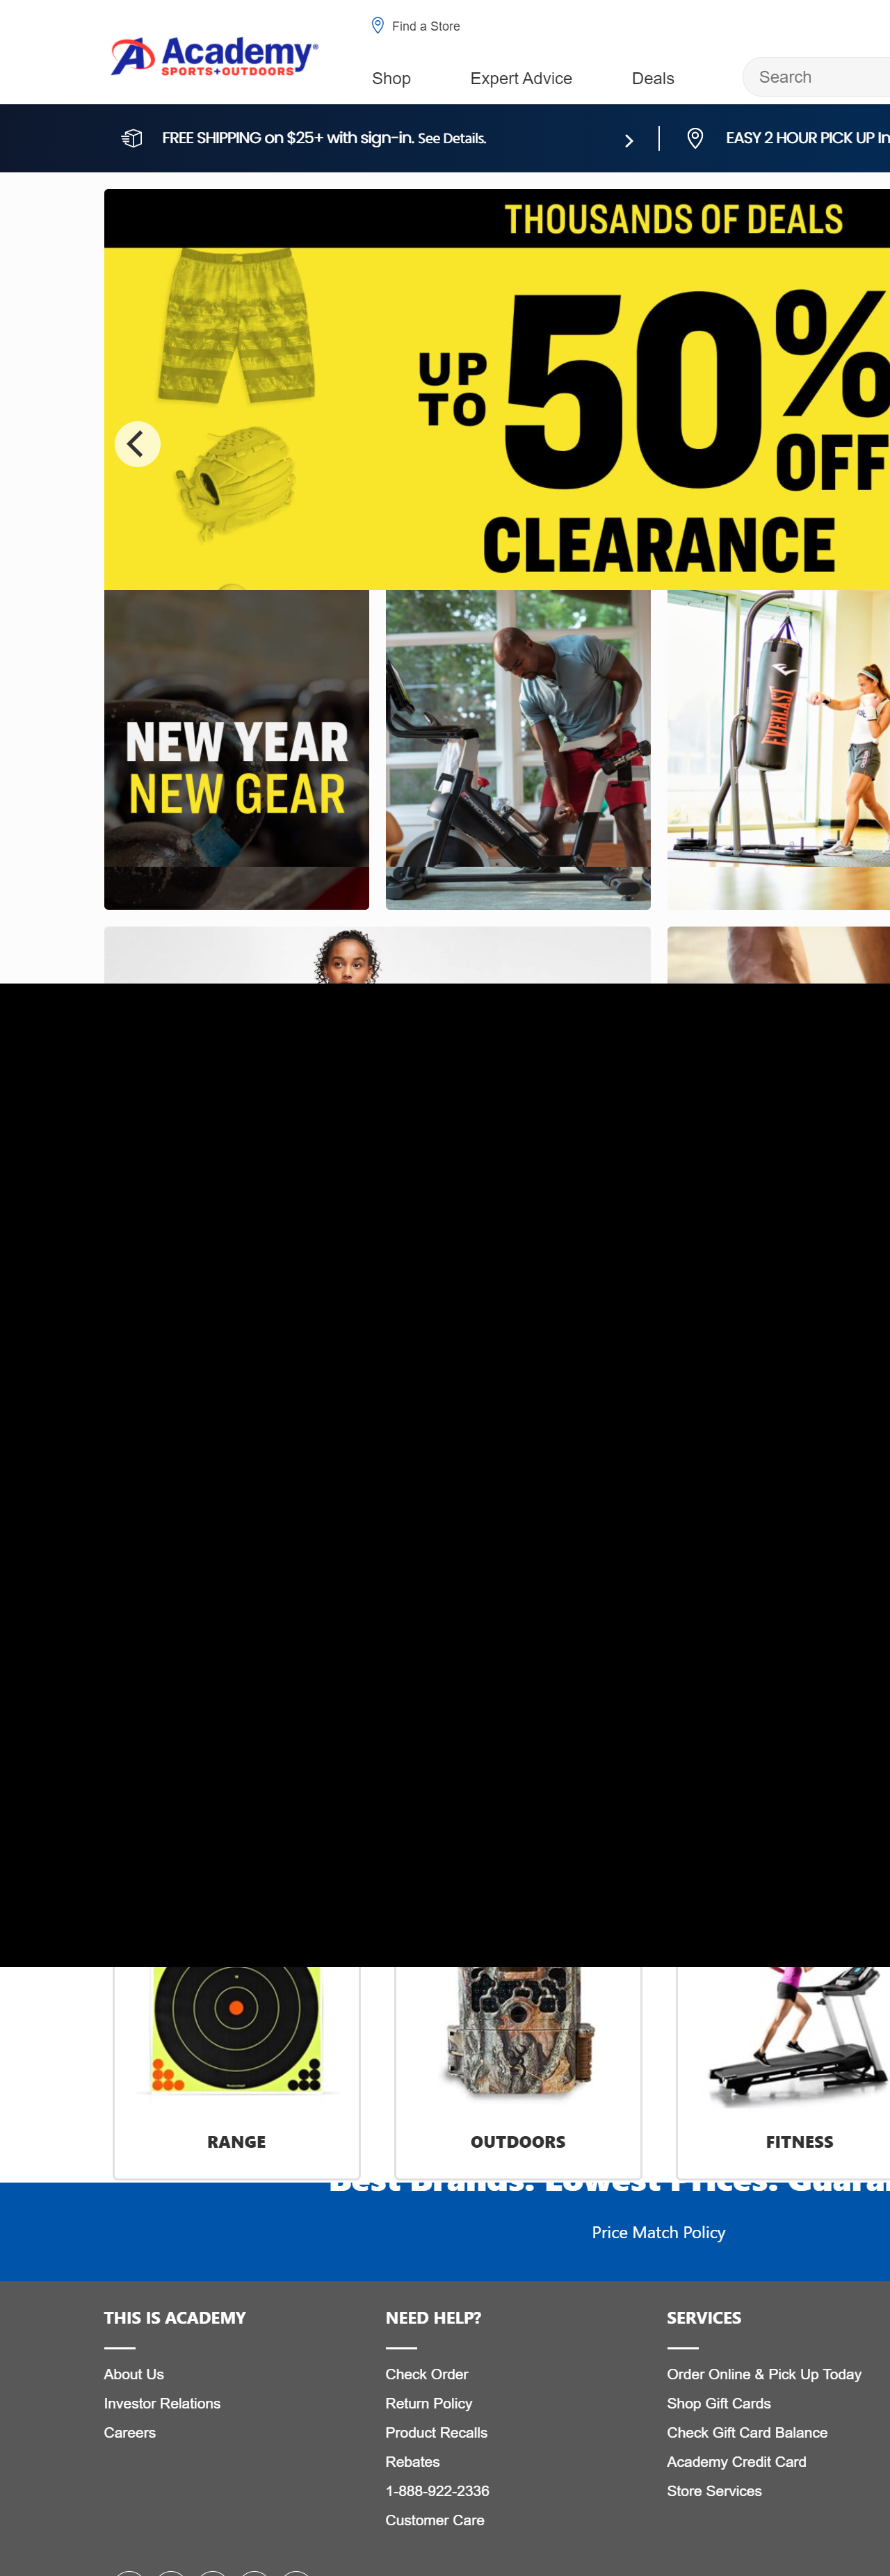 Find a Store
Academy
SPORTS+OUTDOORS
Shop
Expert Advice
Deals
Search
FREE SHIPPING on $25+ with sign-in. See Details.
EASY 2 HOUR PICK UP In
THOUSANDS OF DEALS
UP TO 50% OFF
CLEARANCE
NEW YEAR
NEW GEAR
EVERLAST
RANGE
OUTDOORS
FITNESS
Best Brands. Lowest Prices.
Price Match Policy
THIS IS ACADEMY
About Us
Investor Relations
Careers
NEED HELP?
Check Order
Return Policy
Product Recalls
Rebates
1-888-922-2336
Customer Care
SERVICES
Order Online & Pick Up Today
Shop Gift Cards
Check Gift Card Balance
Academy Credit Card
Store Services